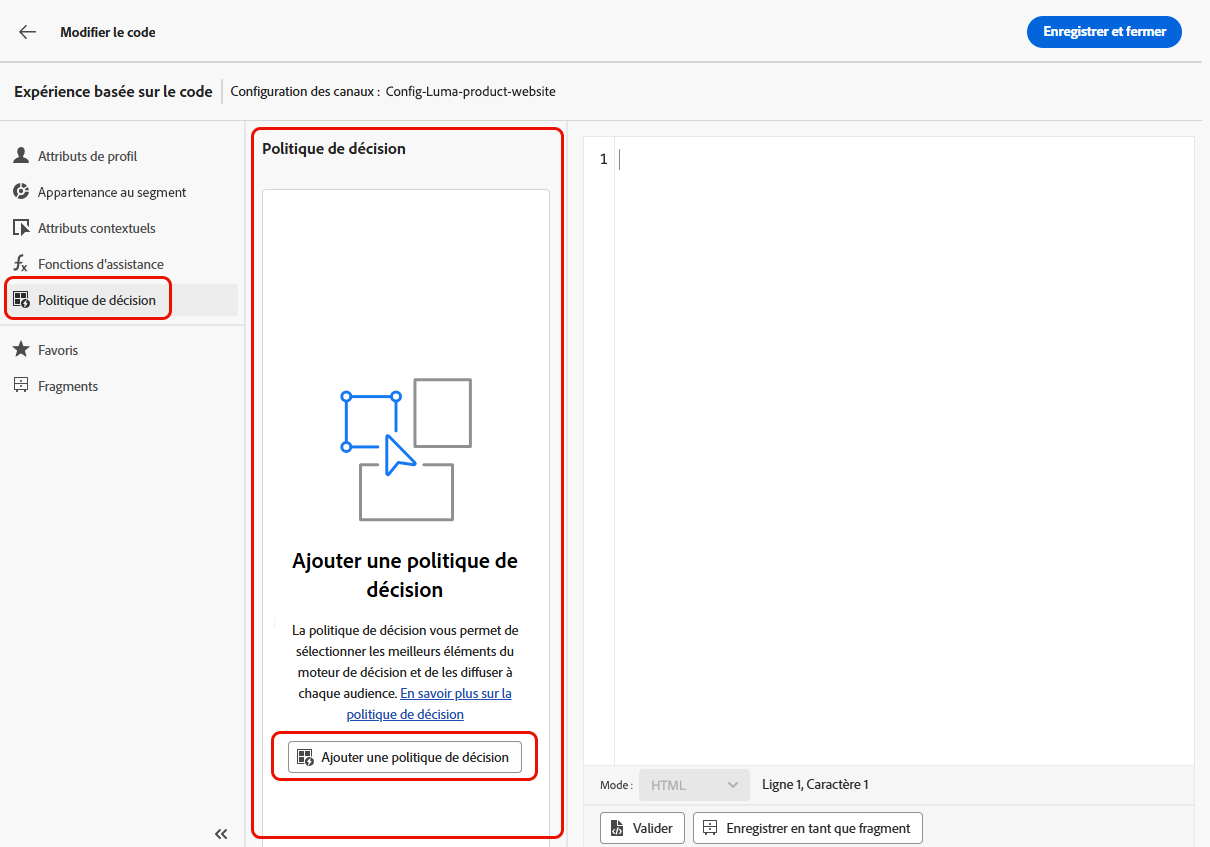 Modifier le code
Enregistrer et fermer
Expérience basée sur le code
Configuration des canaux : Config-Luma-product-website
Attributs de profil
Appartenance au segment
Attributs contextuels
Fonctions d'assistance
Politique de décision
Favoris
Fragments
Politique de décision
Ajouter une politique de
décision
La politique de décision vous permet de
sélectionner les meilleurs éléments du
moteur de décision et de les diffuser à
chaque audience. En savoir plus sur la
politique de décision
Ajouter une politique de décision
1
Mode : HTML Ligne 1, Caractère 1
Valider
Enregistrer en tant que fragment